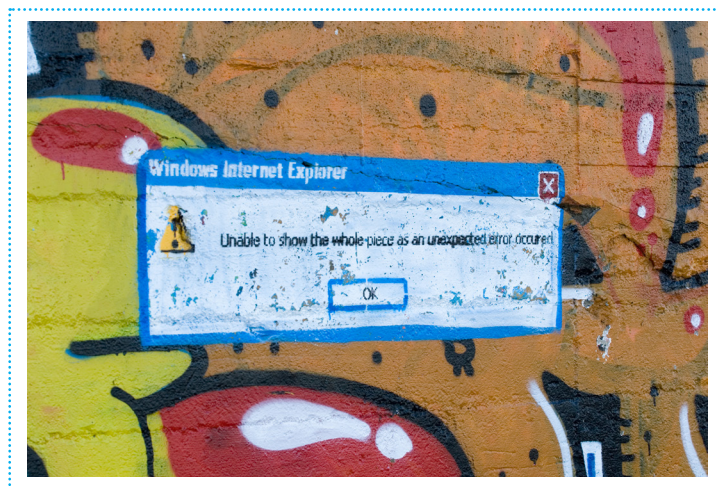 Windows Internet Explorer
X
Unable to show the whole piece as an unexpected error occured
OK